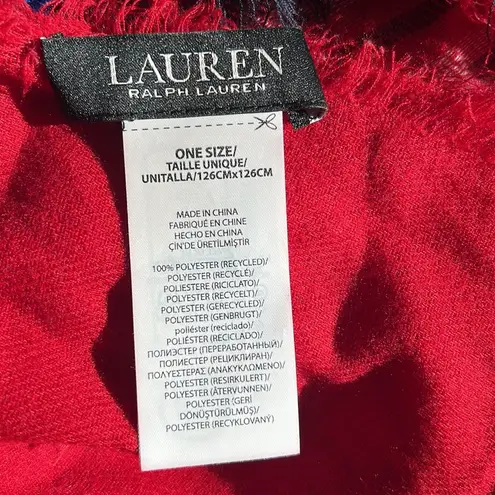 LAUREN
RALPH LAUREN
ONE SIZE/
TAILLE UNIQUE/
UNITALLA/126CMx126CM
MADE IN CHINA
FABRIQUÉ EN CHINE
HECHO EN CHINA
ÇİN'DE ÜRETİLMİŞTİR
100% POLYESTER (RECYCLED)/
POLYESTER (RECYCLÉ)/
POLIESTERE (RICICLATO)/
POLYESTER (RECYCELT)/
POLYESTER (GERECYCLED)/
POLYESTER (GENBRUGT)/
poliéster (reciclado)/
POLIÉSTER (RECICLADO)/
ПОЛИЭСТЕР (ПЕРЕРАБОТАННЫЙ)/
ПОЛИЕСТЕР (РЕЦИКЛИРАН)/
ΠΟΛΥΕΣΤΕΡΑΣ (ΑΝΑΚΥΚΛΩΜΕΝΟΣ)/
POLYESTER (RESIRKULERT)/
POLYESTER (ÅTERVUNNEN)/
POLYESTER (GERİ
DÖNÜŞTÜRÜLMÜŞ)/
POLYESTER (RECYKLOVANÝ)